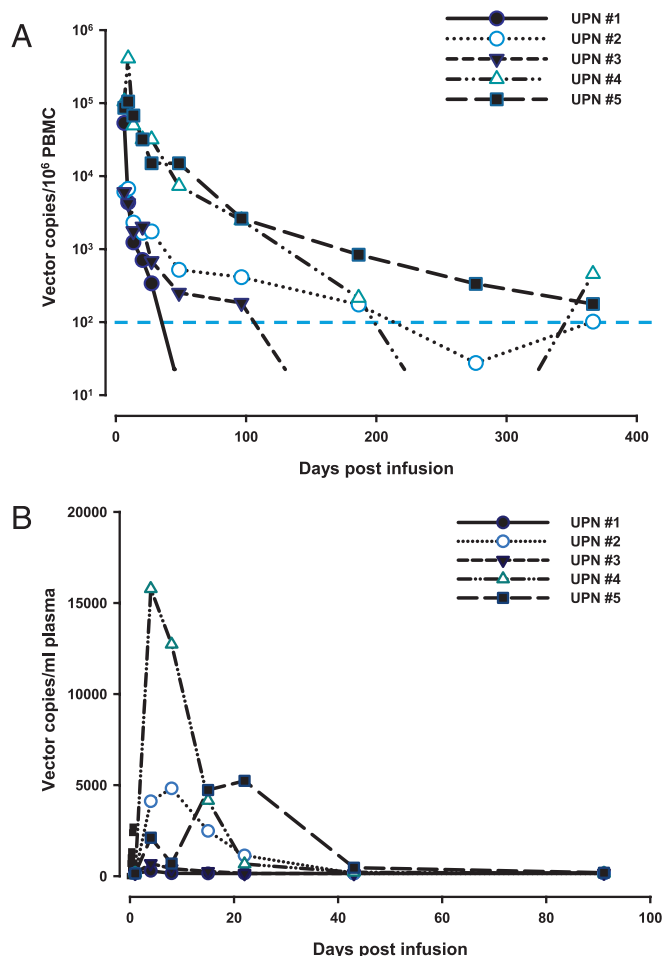 A
UPN #1
UPN #2
UPN #3
UPN #4
UPN #5
Vector copies/10⁶ PBMC
10⁶
10⁵
10⁴
10³
10²
10¹
0 100 200 300 400
Days post infusion
B
UPN #1
UPN #2
UPN #3
UPN #4
UPN #5
Vector copies/ml plasma
20000
15000
10000
5000
0
0 20 40 60 80 100
Days post infusion